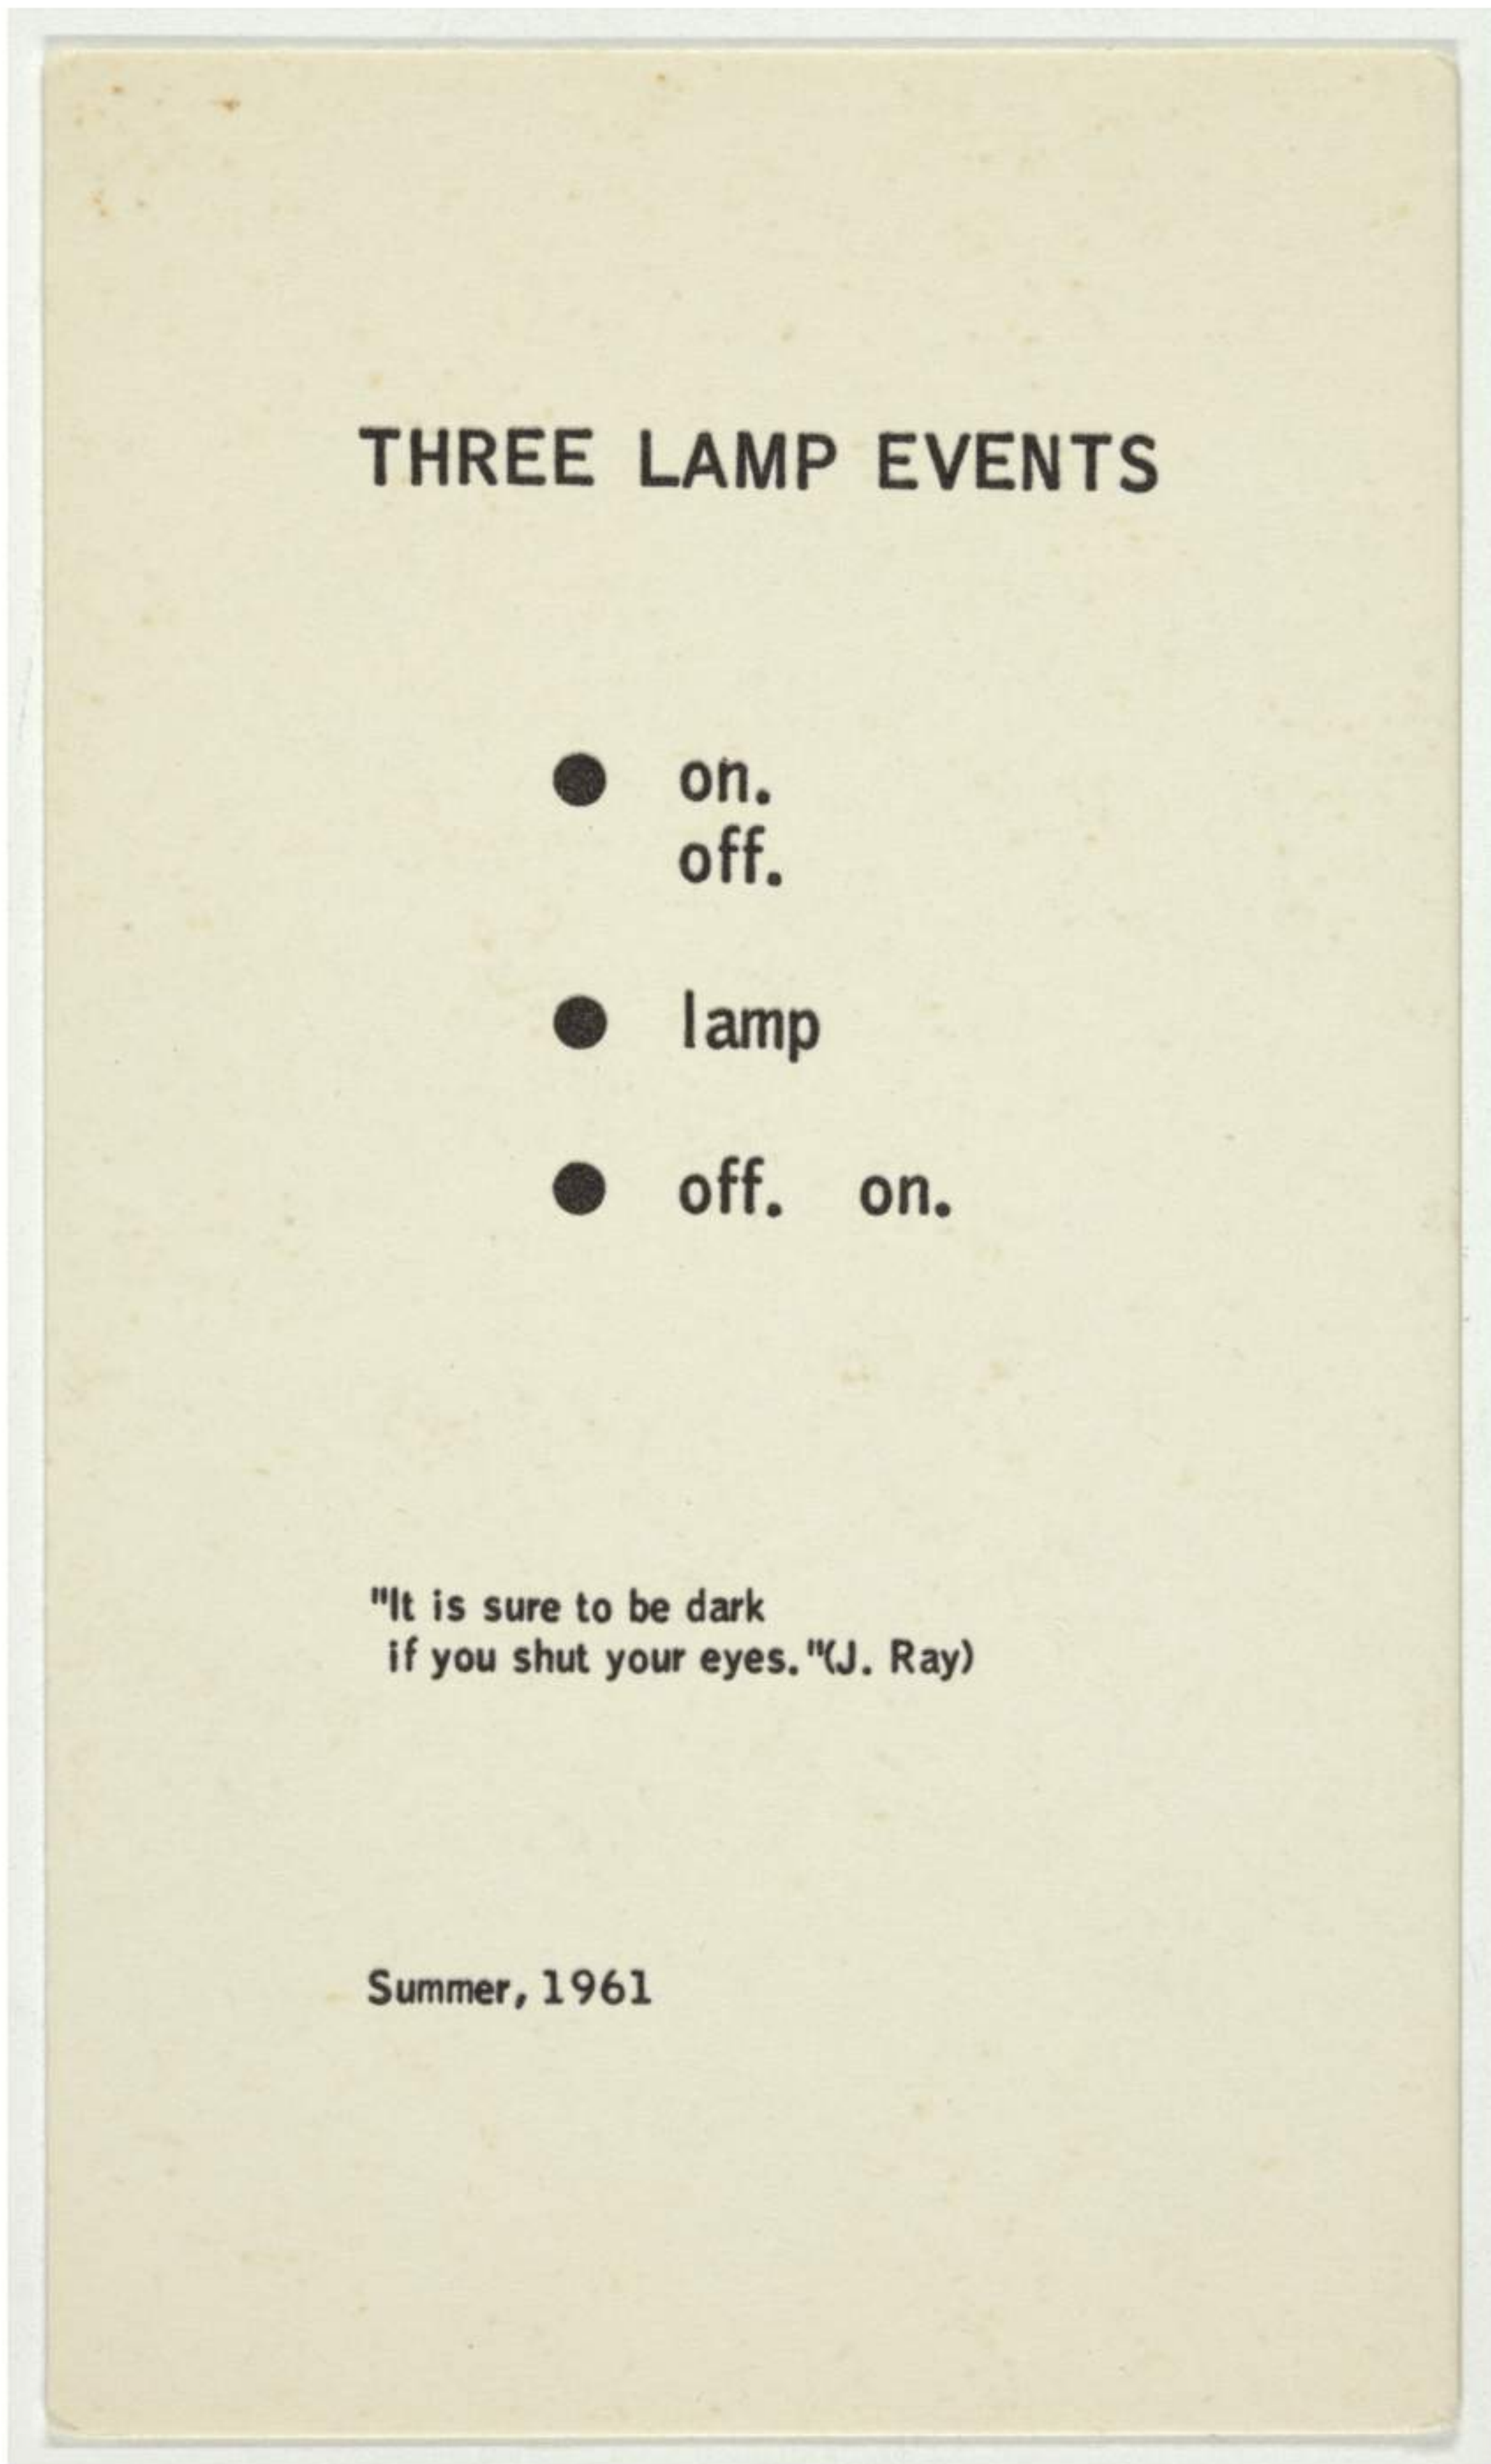 THREE LAMP EVENTS
● on.
off.
● lamp
● off. on.
"It is sure to be dark
if you shut your eyes."(J. Ray)
Summer, 1961